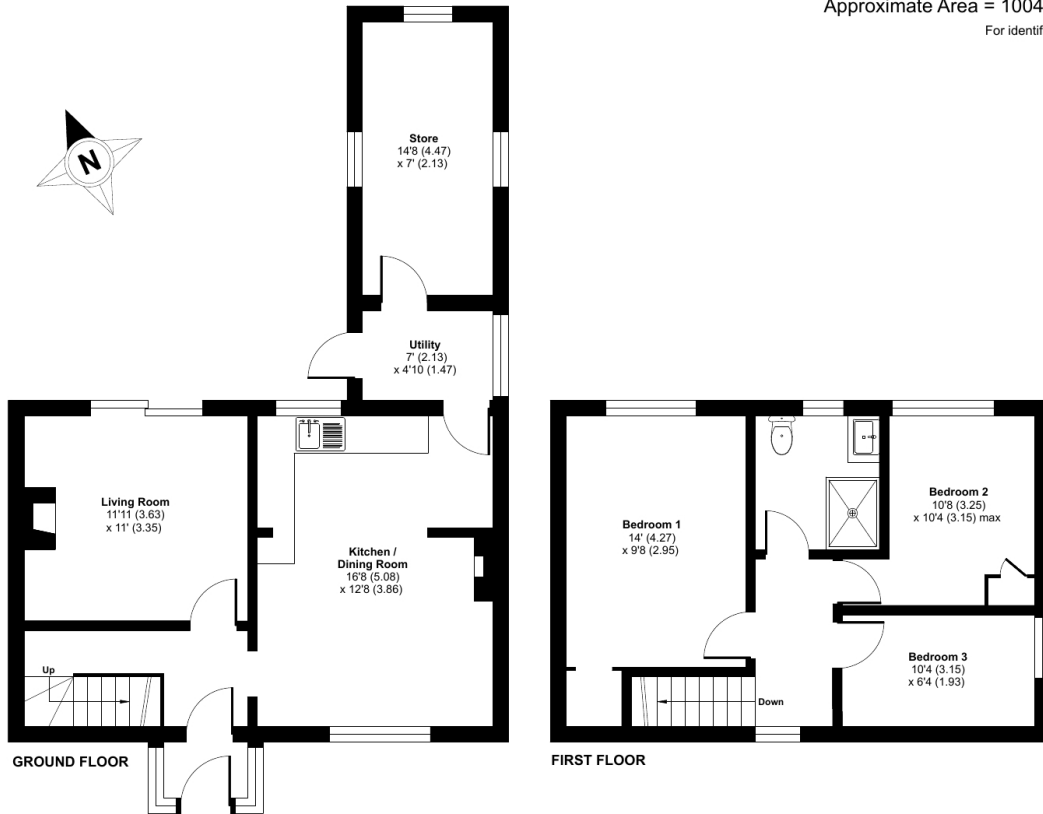 Approximate Area = 1004
For identif
N
Store
14'8 (4.47)
x 7' (2.13)
Utility
7' (2.13)
x 4'10 (1.47)
Living Room
11'11 (3.63)
x 11' (3.35)
Kitchen /
Dining Room
16'8 (5.08)
x 12'8 (3.86)
Up
GROUND FLOOR
Bedroom 1
14' (4.27)
x 9'8 (2.95)
Bedroom 2
10'8 (3.25)
x 10'4 (3.15) max
Bedroom 3
10'4 (3.15)
x 6'4 (1.93)
Down
FIRST FLOOR